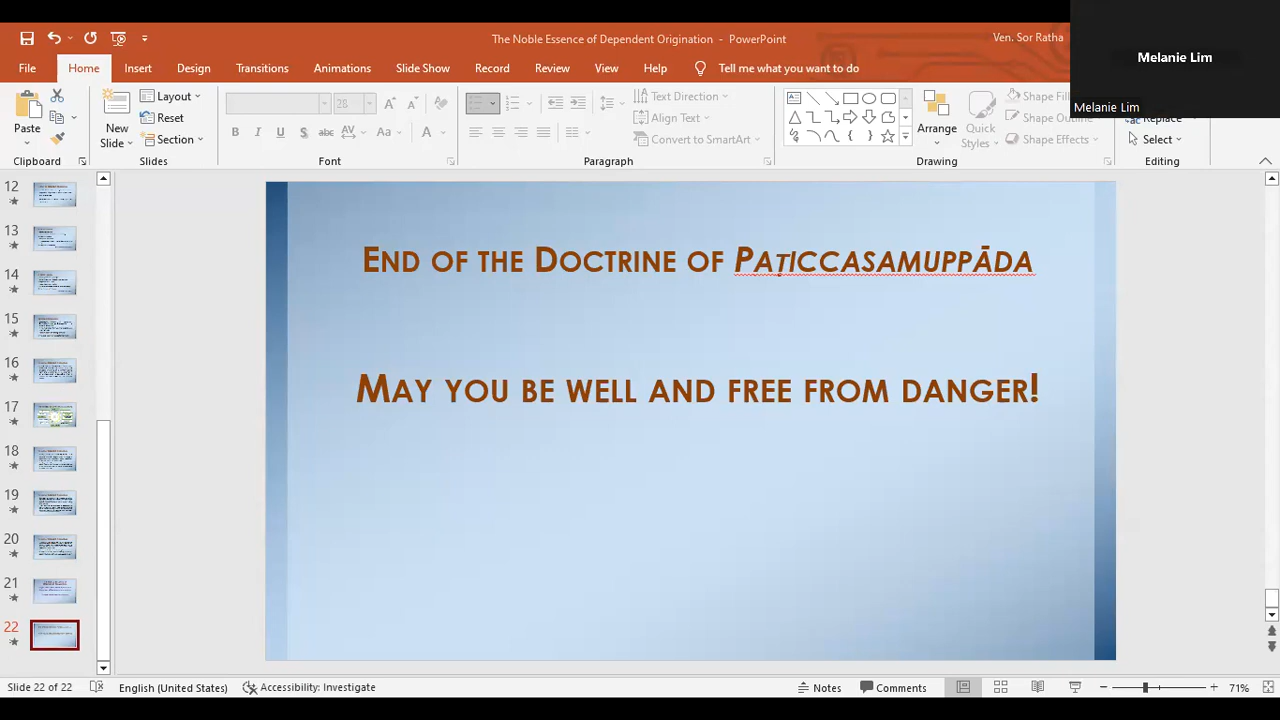 The Noble Essence of Dependent Origination - PowerPoint
Ven. Sor Ratha
Melanie Lim
Melanie Lim
File Home Insert Design Transitions Animations Slide Show Record Review View Help Tell me what you want to do
Paste
Clipboard
New
Slide
Layout
Reset
Section
Slides
28
B I U S abc AV Aa A
Font
Text Direction
Align Text
Convert to SmartArt
Paragraph
Arrange
Quick
Styles
Shape Fill
Shape Outline
Shape Effects
Drawing
Replace
Select
Editing
12
13
14
15
16
17
18
19
20
21
22
END OF THE DOCTRINE OF PAṬICCASAMUPPĀDA
MAY YOU BE WELL AND FREE FROM DANGER!
Slide 22 of 22
English (United States)
Accessibility: Investigate
Notes
Comments
71%